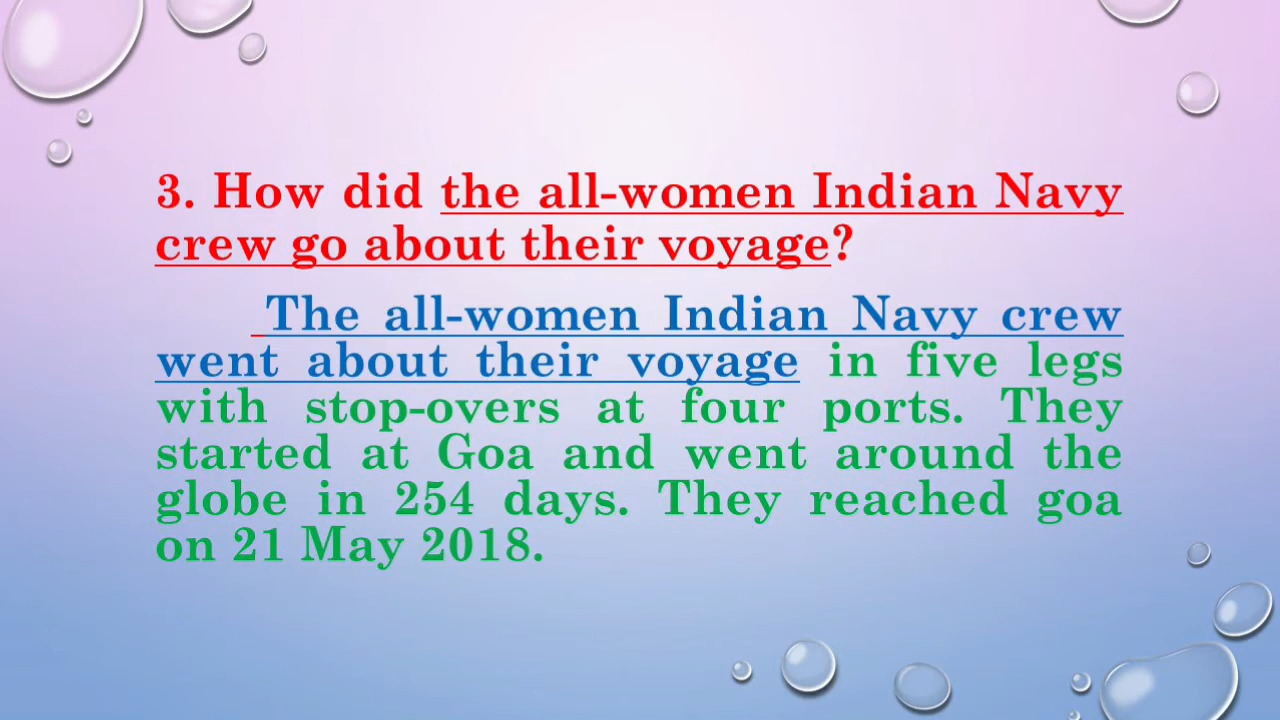 3. How did the all-women Indian Navy
crew go about their voyage?
The all-women Indian Navy crew
went about their voyage in five legs
with stop-overs at four ports. They
started at Goa and went around the
globe in 254 days. They reached goa
on 21 May 2018.